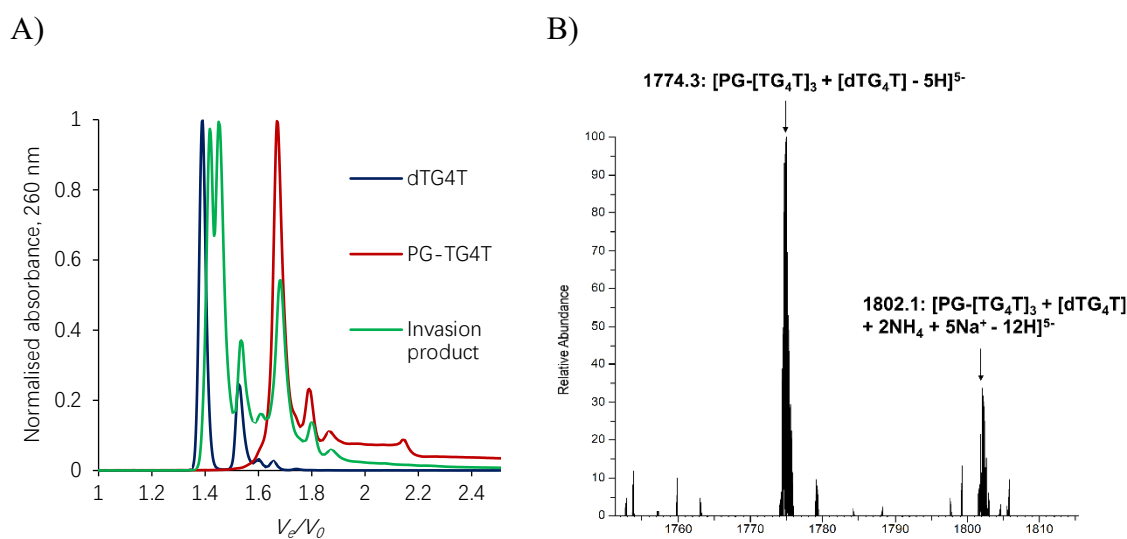 A)
B)
1774.3: [PG-[TG₄T]₃ + [dTG₄T] - 5H]⁵⁻
1
0.8
0.6
0.4
0.2
0
Normalised absorbance, 260 nm
dTG4T
PG-TG4T
Invasion
product
1 1.2 1.4 1.6 1.8 2 2.2 2.4
Vₑ/V₀
100
90
80
70
60
50
40
30
20
10
0
Relative Abundance
1802.1: [PG-[TG₄T]₃ + [dTG₄T]
+ 2NH₄ + 5Na⁺ - 12H]⁵⁻
1760 1770 1780 1790 1800 1810